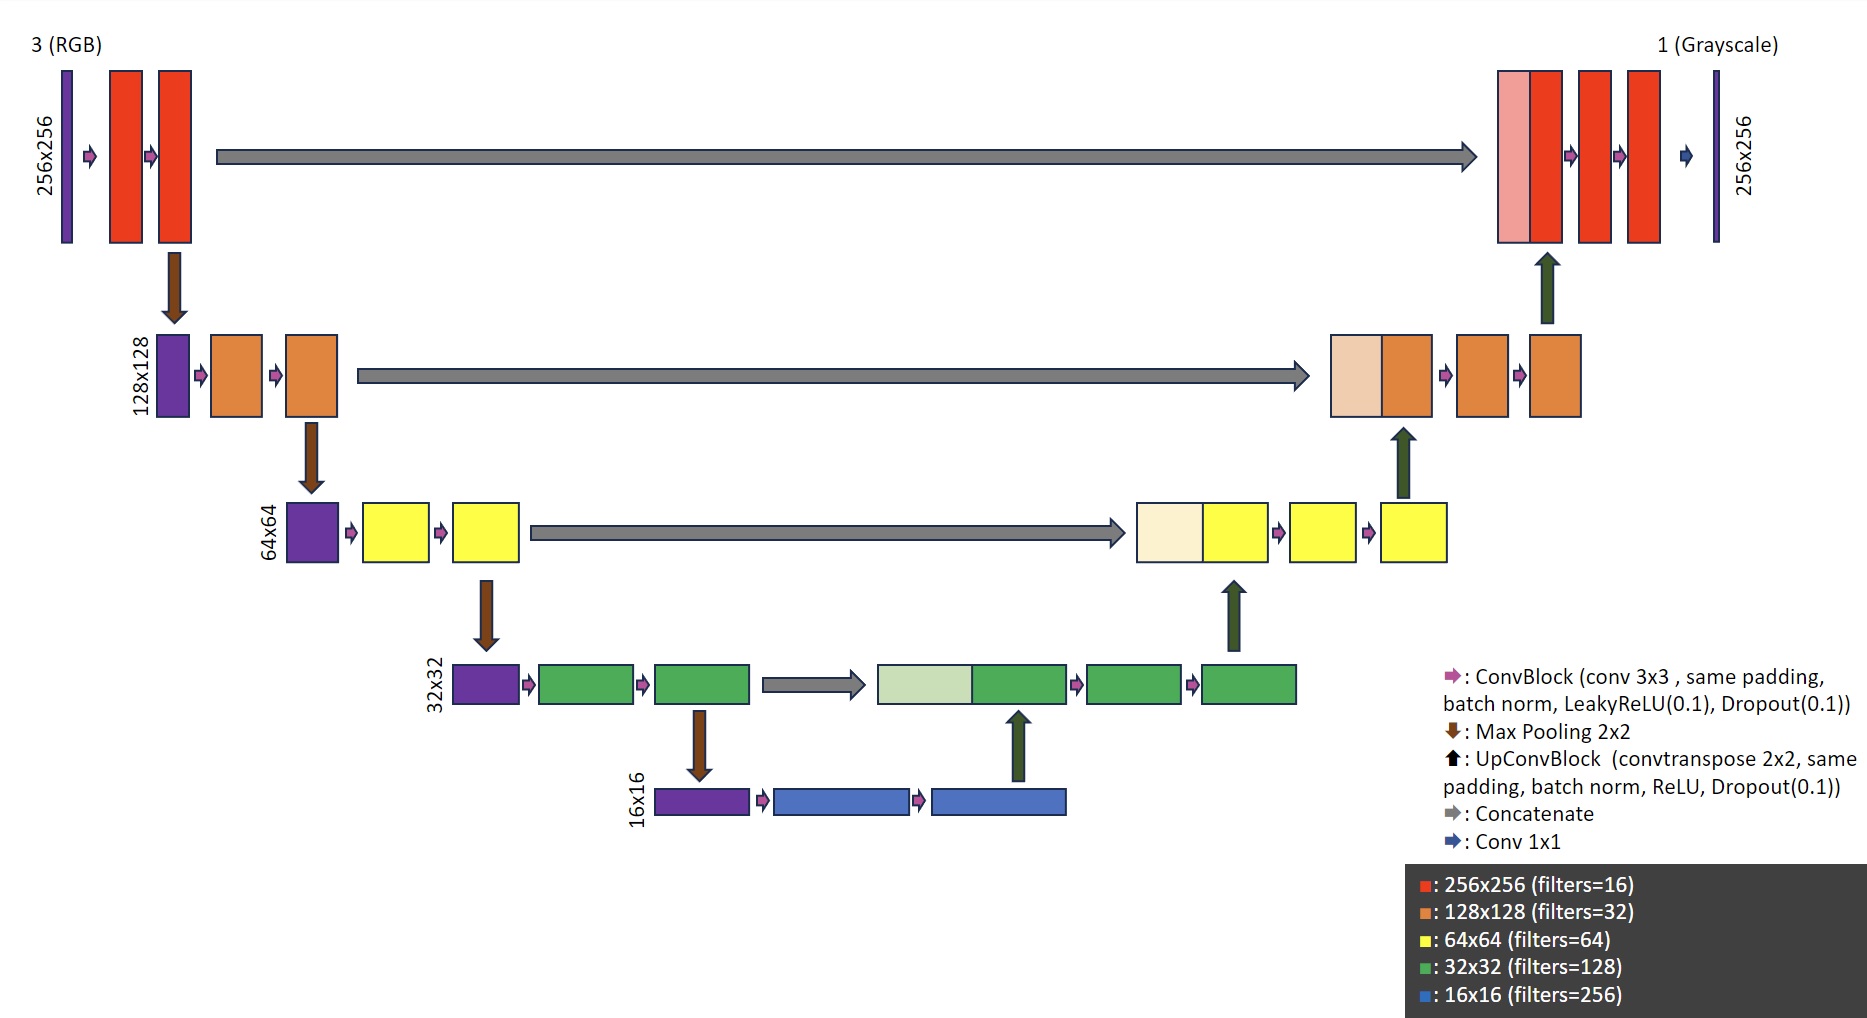 3 (RGB)
1 (Grayscale)
256x256
256x256
128x128
64x64
32x32
16x16
: ConvBlock (conv 3x3 , same padding,
batch norm, LeakyReLU(0.1), Dropout(0.1))
: Max Pooling 2x2
: UpConvBlock (convtranspose 2x2, same
padding, batch norm, ReLU, Dropout(0.1))
: Concatenate
: Conv 1x1
: 256x256 (filters=16)
: 128x128 (filters=32)
: 64x64 (filters=64)
: 32x32 (filters=128)
: 16x16 (filters=256)